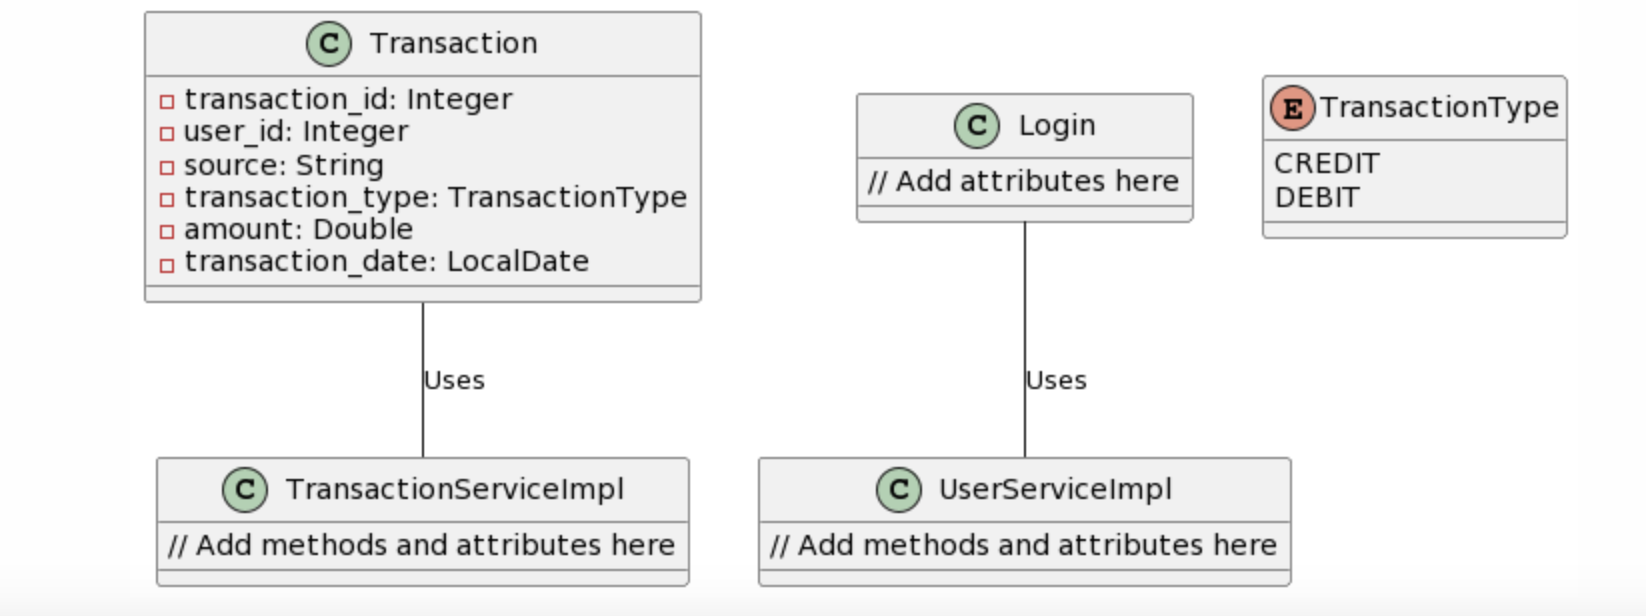 C Transaction
transaction_id: Integer
user_id: Integer
source: String
transaction_type: TransactionType
amount: Double
transaction_date: LocalDate
C Login
// Add attributes here
E TransactionType
CREDIT
DEBIT
Uses
Uses
C TransactionServiceImpl
// Add methods and attributes here
C UserServiceImpl
// Add methods and attributes here